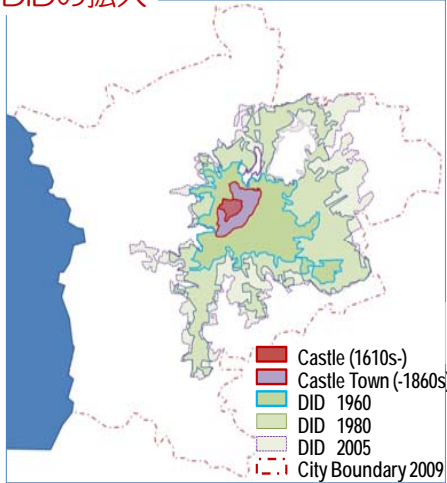 DIDの拡大
Castle (1610s-)
Castle Town (-1860s)
DID 1960
DID 1980
DID 2005
City Boundary 2009